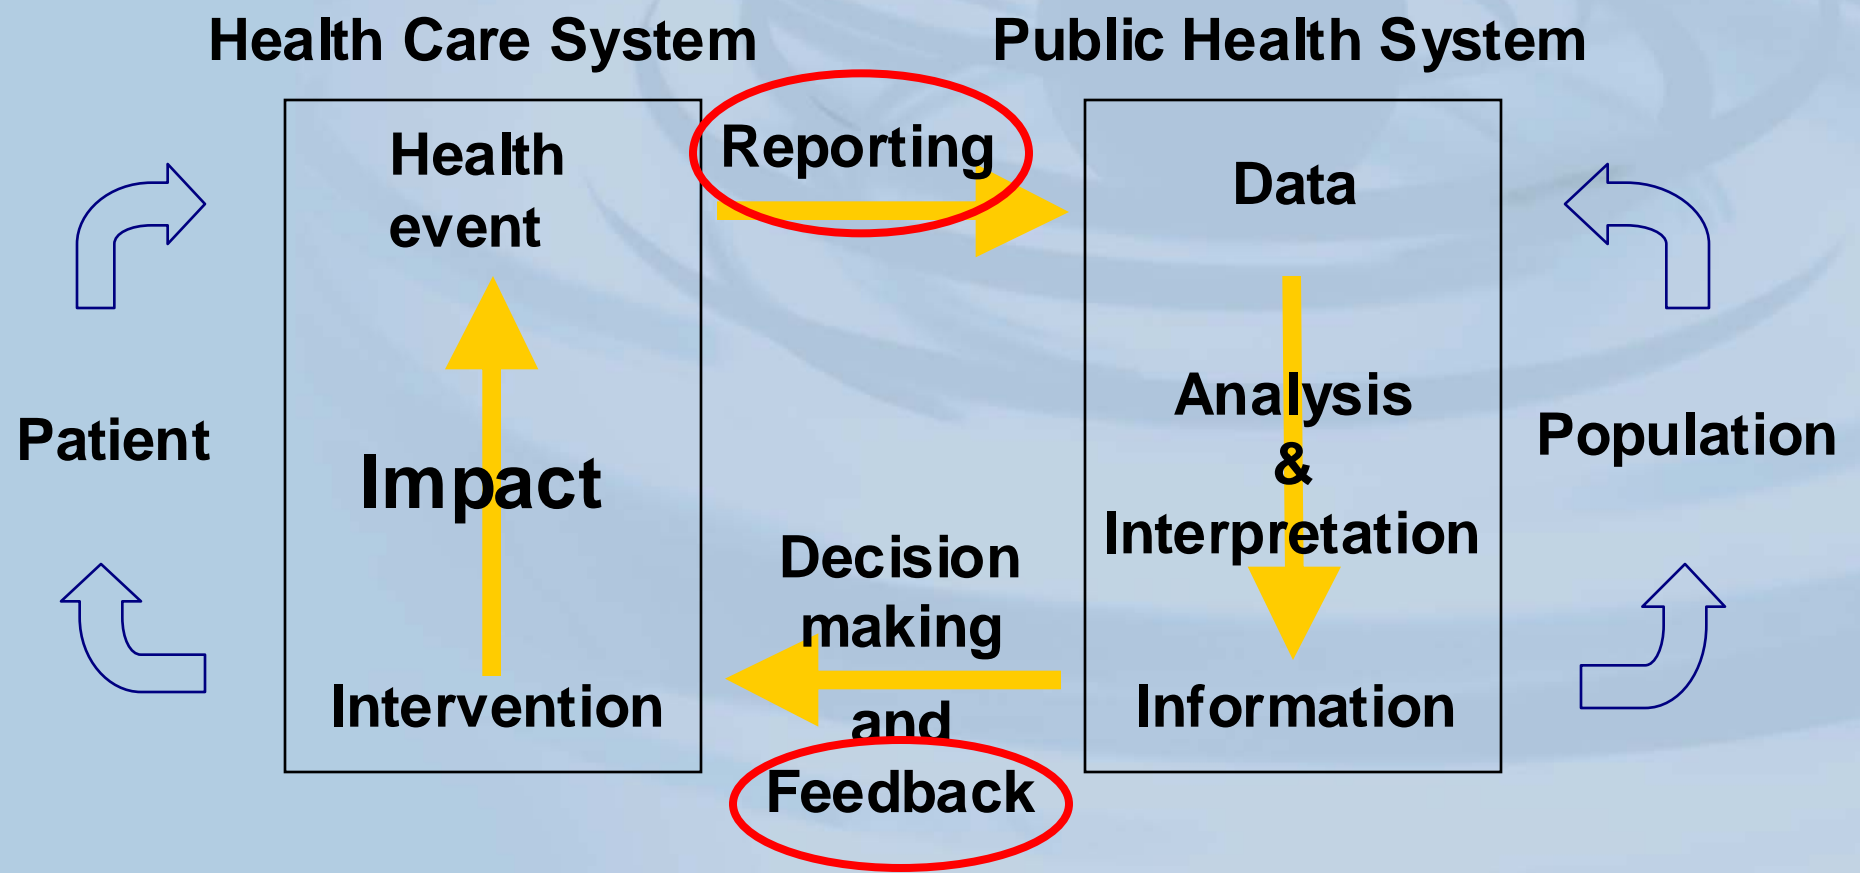 Health Care System
Public Health System
Health
event
Reporting
Data
Patient
Impact
Analysis
&
Interpretation
Population
Decision
making
and
Feedback
Intervention
Information